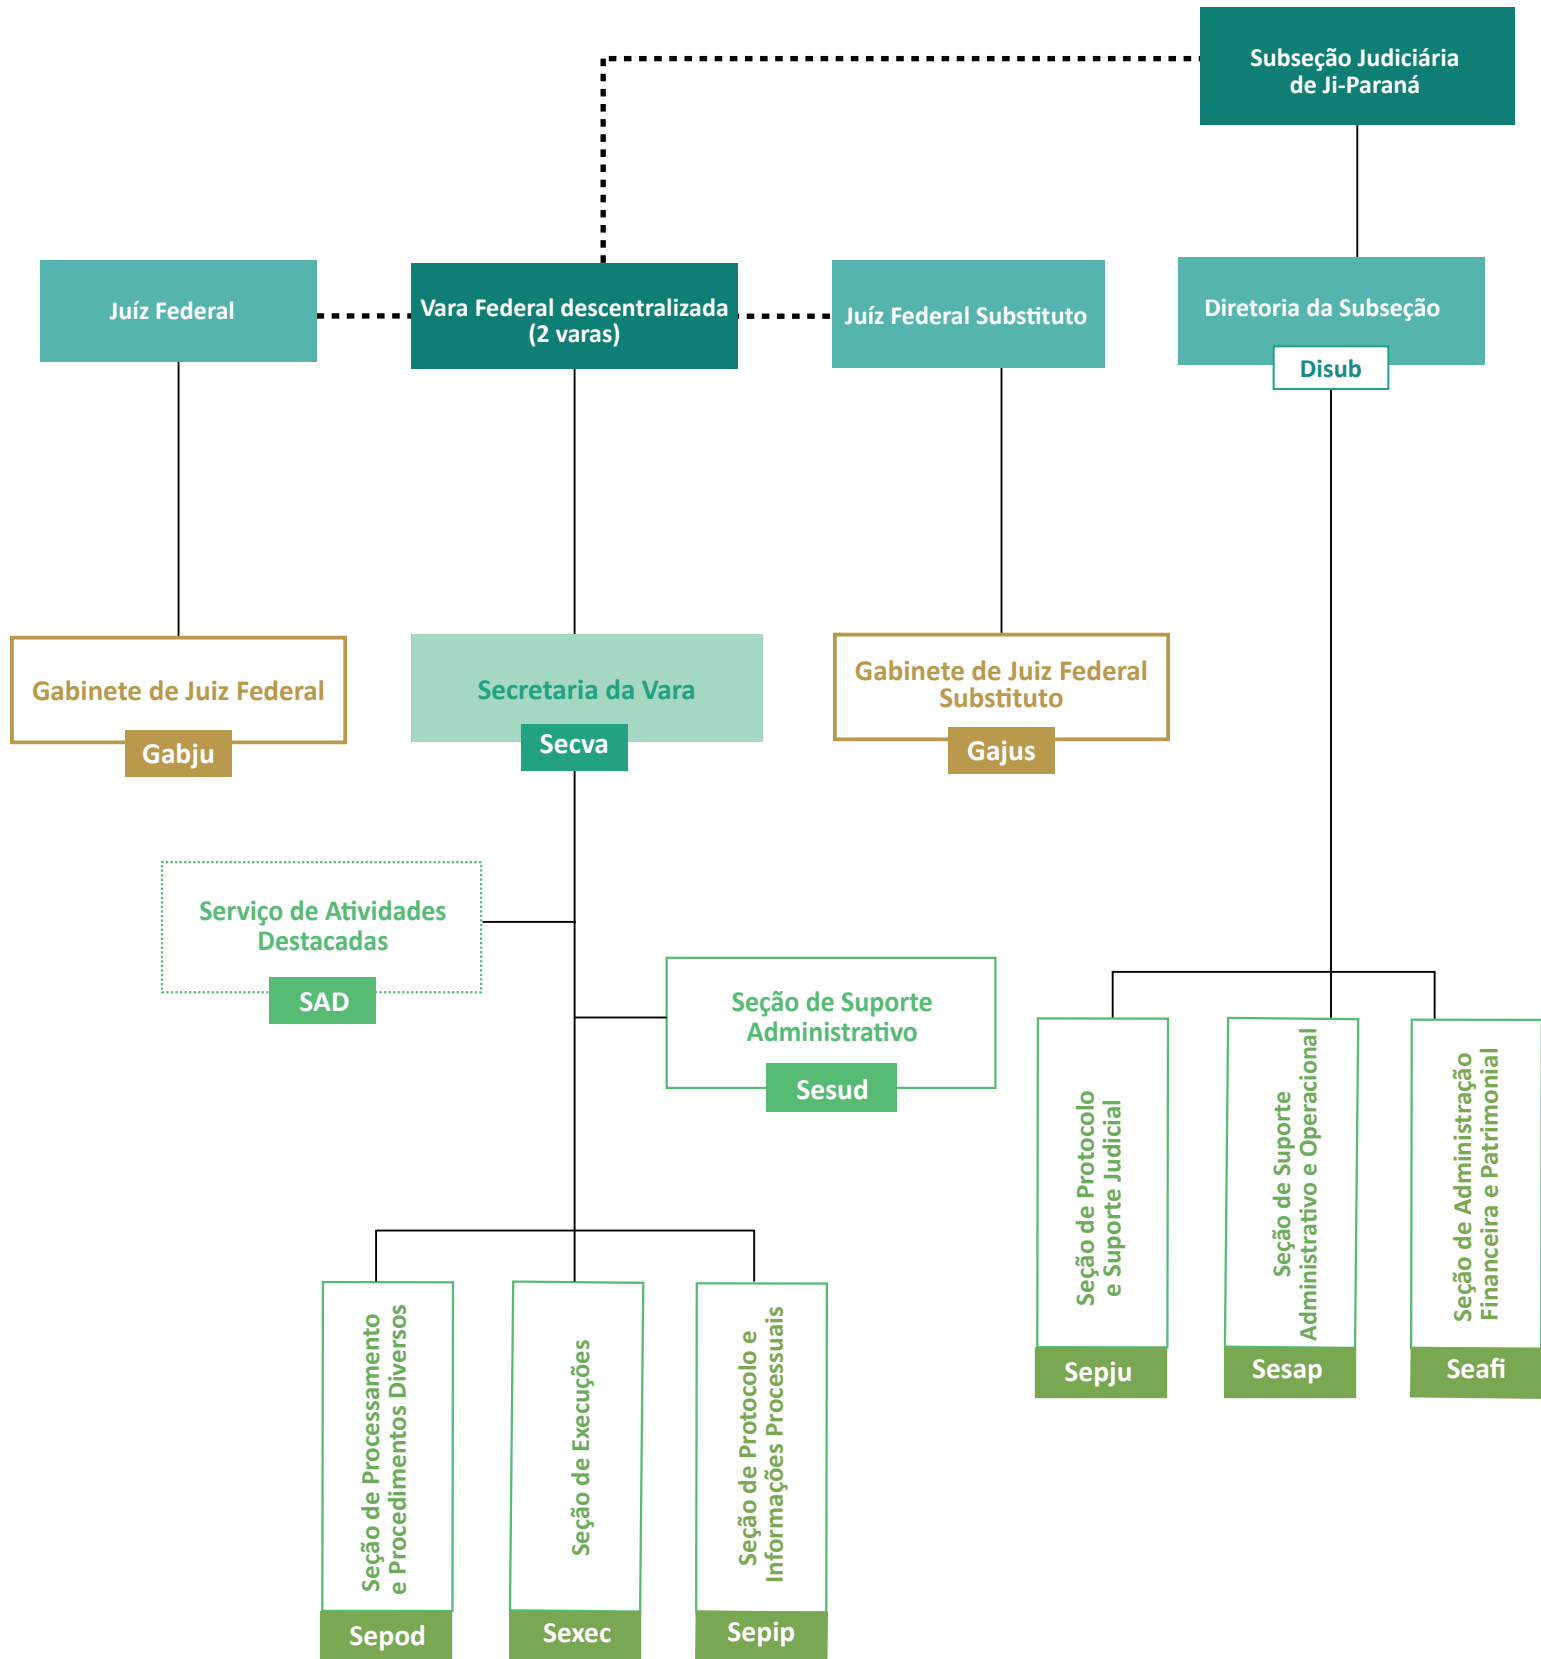 Subseção Judiciária
de Ji-Paraná
Juíz Federal
Vara Federal descentralizada
(2 varas)
Juíz Federal Substituto
Diretoria da Subseção
Disub
Gabinete de Juiz Federal
Gabju
Secretaria da Vara
Secva
Gabinete de Juiz Federal
Substituto
Gajus
Serviço de Atividades
Destacadas
SAD
Seção de Suporte
Administrativo
Sesud
Seção de Protocolo
e Suporte Judicial
Sepju
Seção de Suporte
Administrativo e Operacional
Sesap
Seção de Administração
Financeira e Patrimonial
Seafi
Seção de Processamento
e Procedimentos Diversos
Sepod
Seção de Execuções
Sexec
Seção de Protocolo e
Informações Processuais
Sepip